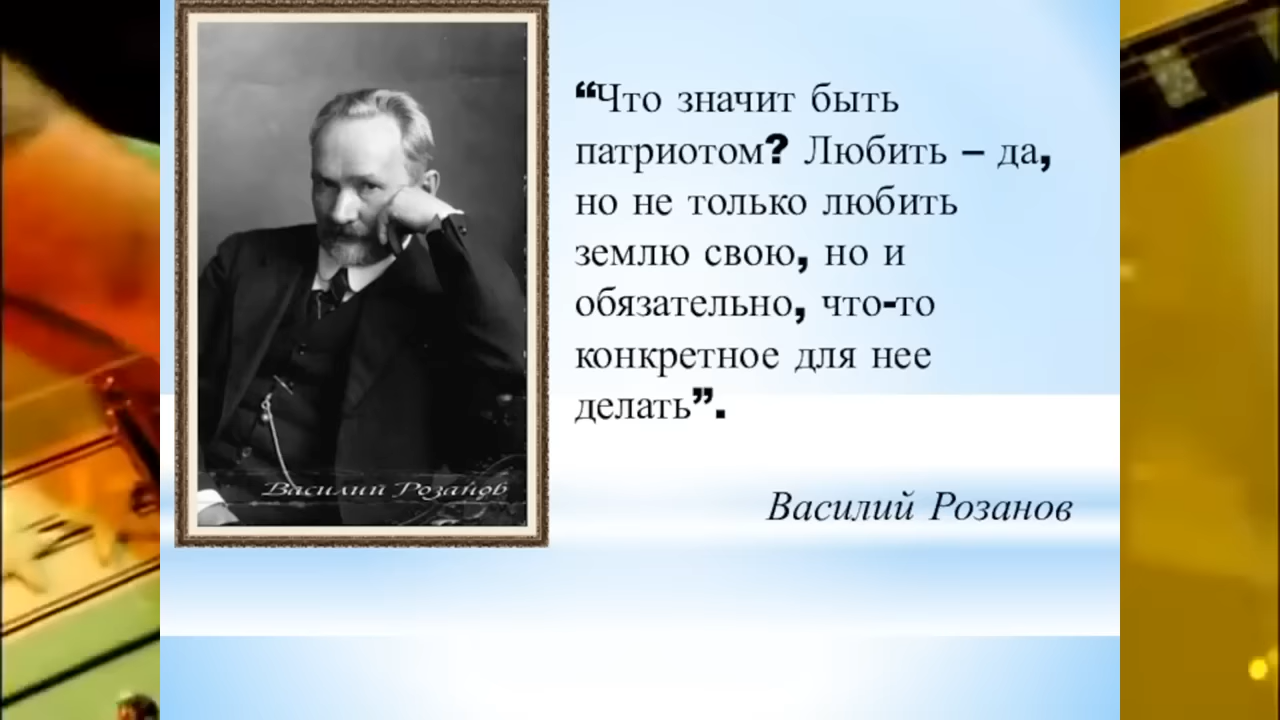 “Что значит быть
патриотом? Любить – да,
но не только любить
землю свою, но и
обязательно, что-то
конкретное для нее
делать”.
Василий Розанов
Василий Розанов